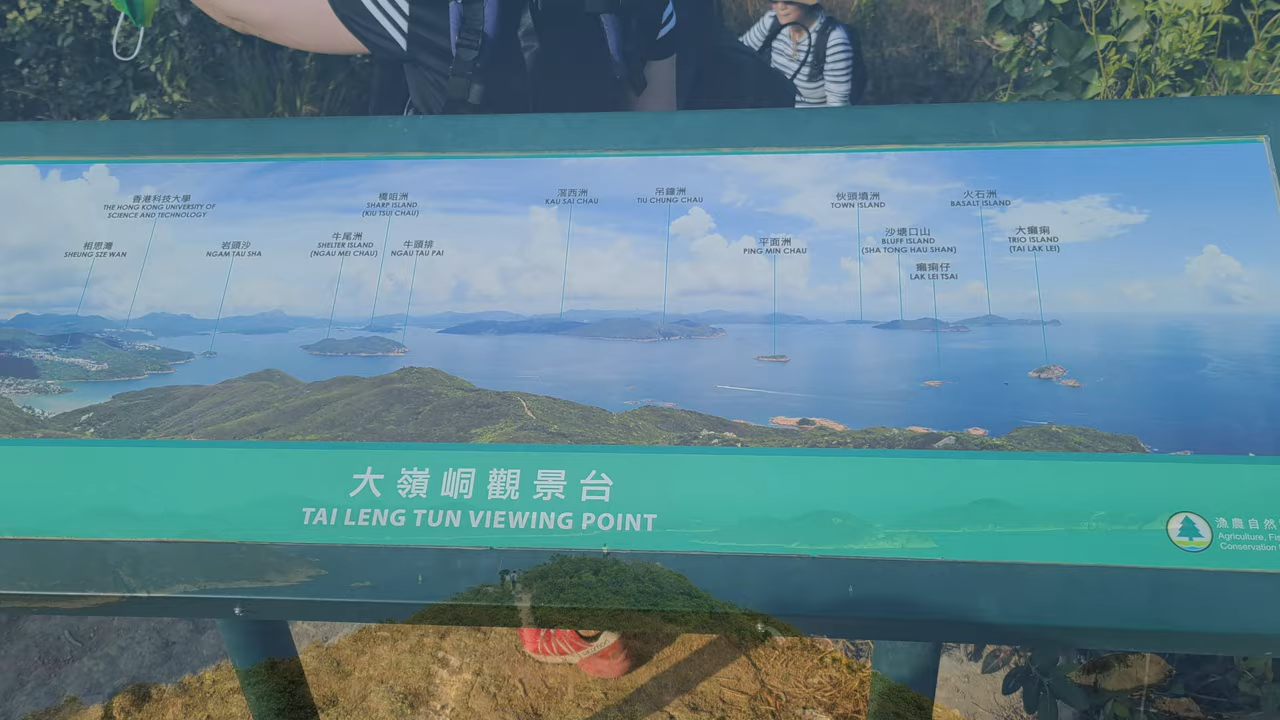 香港科技大學
THE HONG KONG UNIVERSITY OF
SCIENCE AND TECHNOLOGY
相思灣
SHEUNG SZE WAN
岩頭沙
NGAM TAU SHA
橋咀洲
SHARP ISLAND
(KIU TSUI CHAU)
牛尾洲
SHELTER ISLAND
(NGAU MEI CHAU)
牛頭排
NGAU TAU PAI
滘西洲
KAU SAI CHAU
吊鐘洲
TIU CHUNG CHAU
平面洲
PING MIN CHAU
伙頭墳洲
TOWN ISLAND
沙塘口山
BLUFF ISLAND
(SHA TONG HAU SHAN)
癩痢仔
LAK LEI TSAI
火石洲
BASALT ISLAND
大癩痢
TRIO ISLAND
(TAI LAK LEI)
大嶺峒觀景台
TAI LENG TUN VIEWING POINT
漁農自然
Agriculture, Fis
Conservation